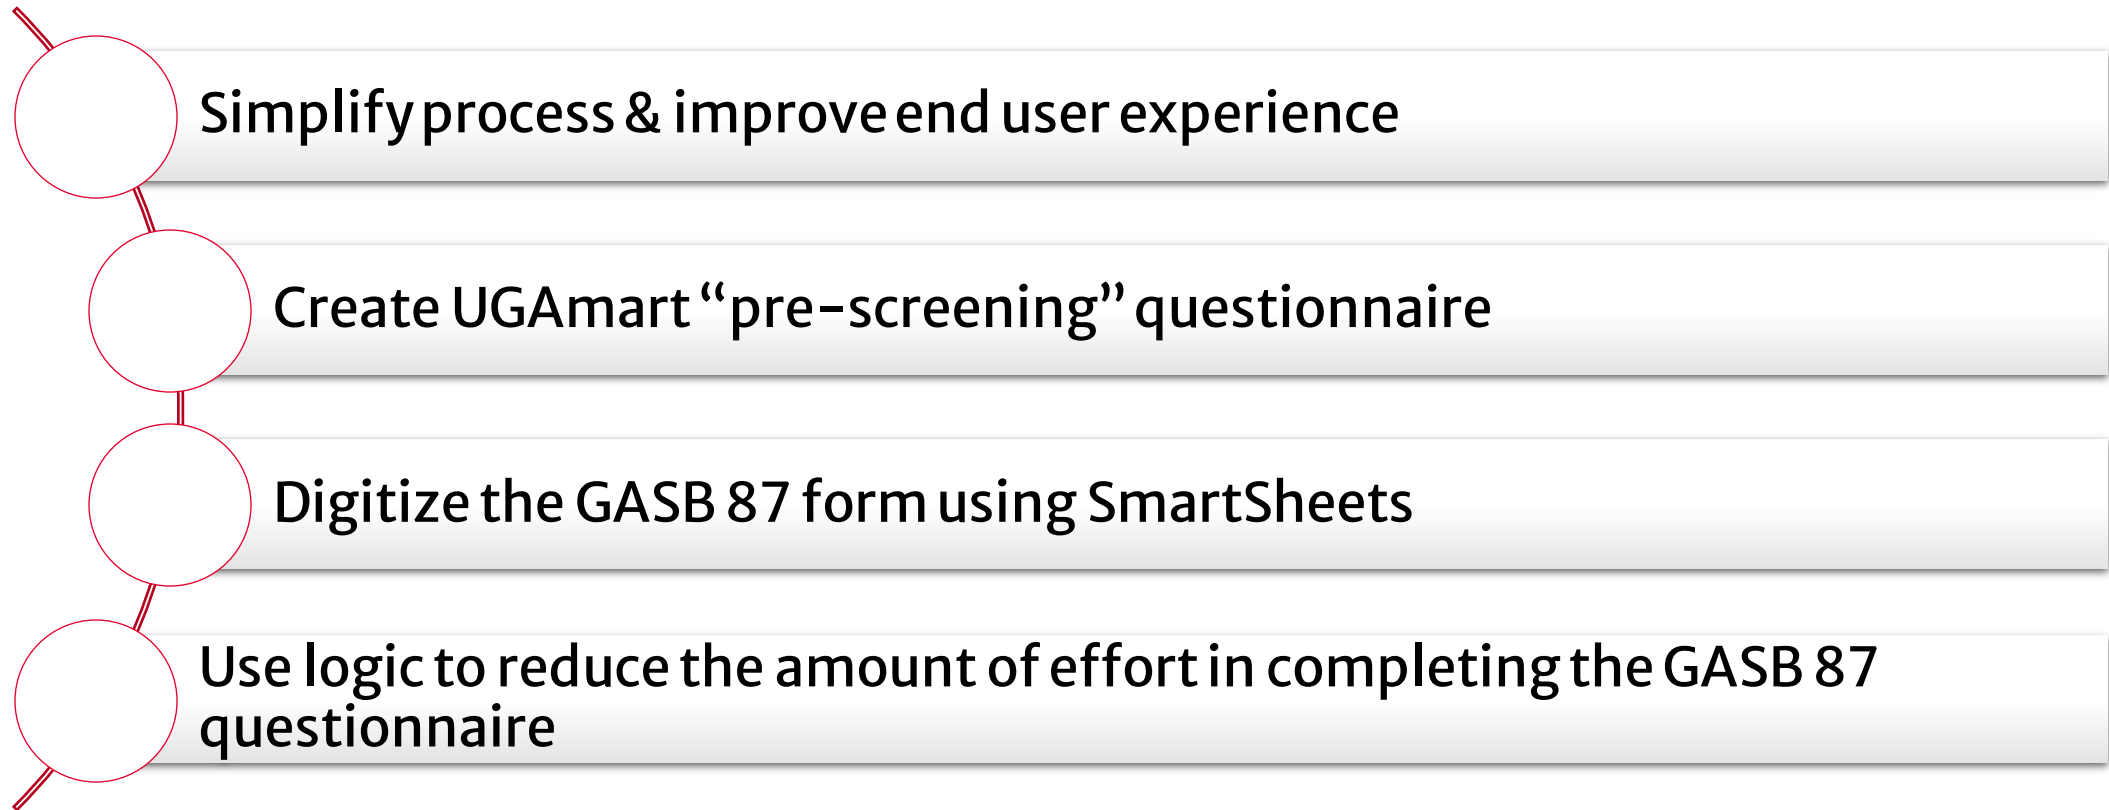 Simplify process & improve end user experience
Create UGAmart “pre-screening” questionnaire
Digitize the GASB 87 form using SmartSheets
Use logic to reduce the amount of effort in completing the GASB 87
questionnaire